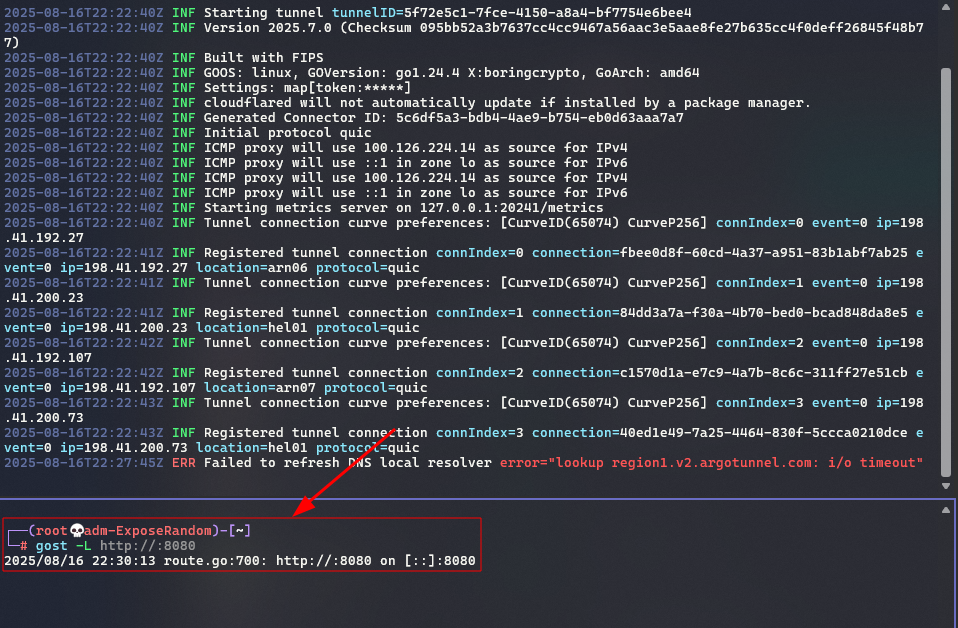 2025-08-16T22:22:40Z INF Starting tunnel tunnelID=5f72e5c1-7fce-4150-a8a4-bf7754e6bee4
2025-08-16T22:22:40Z INF Version 2025.7.0 (Checksum 095bb52a3b7637cc4cc9467a56aac3e5aae8fe27b635cc4f0deff26845f48b7
7)
2025-08-16T22:22:40Z INF Built with FIPS
2025-08-16T22:22:40Z INF GOOS: linux, GOVersion: go1.24.4 X:boringcrypto, GoArch: amd64
2025-08-16T22:22:40Z INF Settings: map[token:*****]
2025-08-16T22:22:40Z INF cloudflared will not automatically update if installed by a package manager.
2025-08-16T22:22:40Z INF Generated Connector ID: 5c6df5a3-bdb4-4ae9-b754-eb0d63aaa7a7
2025-08-16T22:22:40Z INF Initial protocol quic
2025-08-16T22:22:40Z INF ICMP proxy will use 100.126.224.14 as source for IPv4
2025-08-16T22:22:40Z INF ICMP proxy will use ::1 in zone lo as source for IPv6
2025-08-16T22:22:40Z INF ICMP proxy will use 100.126.224.14 as source for IPv4
2025-08-16T22:22:40Z INF ICMP proxy will use ::1 in zone lo as source for IPv6
2025-08-16T22:22:40Z INF Starting metrics server on 127.0.0.1:20241/metrics
2025-08-16T22:22:40Z INF Tunnel connection curve preferences: [CurveID(65074) CurveP256] connIndex=0 event=0 ip=198
.41.192.27
2025-08-16T22:22:41Z INF Registered tunnel connection connIndex=0 connection=fbee0d8f-60cd-4a37-a951-83b1abf7ab25 e
vent=0 ip=198.41.192.27 location=arn06 protocol=quic
2025-08-16T22:22:41Z INF Tunnel connection curve preferences: [CurveID(65074) CurveP256] connIndex=1 event=0 ip=198
.41.200.23
2025-08-16T22:22:41Z INF Registered tunnel connection connIndex=1 connection=84dd3a7a-f30a-4b70-bed0-bcad848da8e5 e
vent=0 ip=198.41.200.23 location=hel01 protocol=quic
2025-08-16T22:22:42Z INF Tunnel connection curve preferences: [CurveID(65074) CurveP256] connIndex=2 event=0 ip=198
.41.192.107
2025-08-16T22:22:42Z INF Registered tunnel connection connIndex=2 connection=c1570d1a-e7c9-4a7b-8c6c-311ff27e51cb e
vent=0 ip=198.41.192.107 location=arn07 protocol=quic
2025-08-16T22:22:43Z INF Tunnel connection curve preferences: [CurveID(65074) CurveP256] connIndex=3 event=0 ip=198
.41.200.73
2025-08-16T22:22:43Z INF Registered tunnel connection connIndex=3 connection=40ed1e49-7a25-4464-830f-5ccca0210dce e
vent=0 ip=198.41.200.73 location=hel01 protocol=quic
2025-08-16T22:27:45Z ERR Failed to refresh DNS local resolver error="lookup region1.v2.argotunnel.com: i/o timeout"
┌──(root💀adm-ExposeRandom)-[~]
└─# gost -L http://:8080
2025/08/16 22:30:13 route.go:700: http://:8080 on [::]:8080